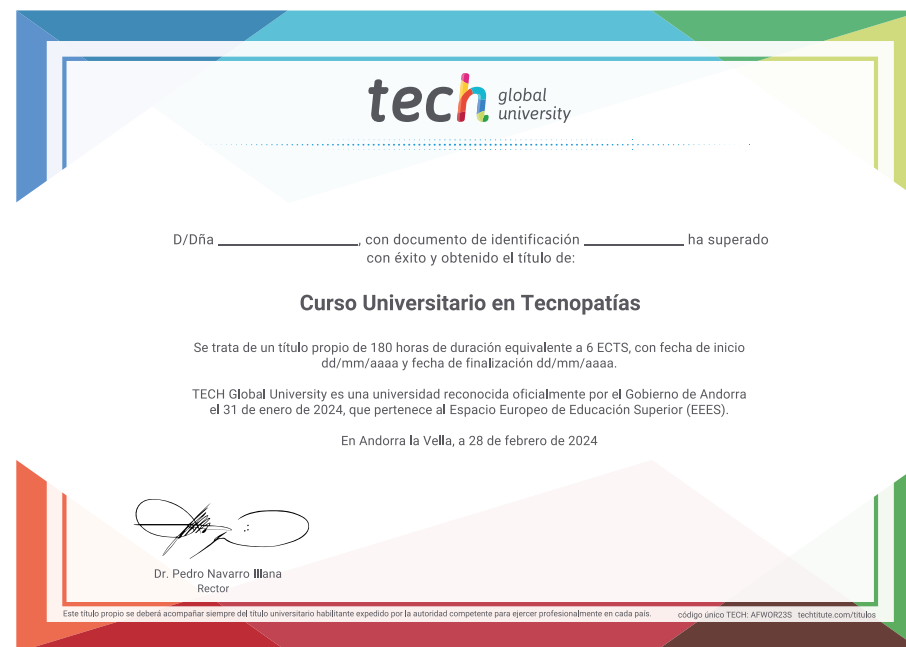 tech global university
D/Dña ____________________, con documento de identificación ______________ ha superado
con éxito y obtenido el título de:
Curso Universitario en Tecnopatías
Se trata de un título propio de 180 horas de duración equivalente a 6 ECTS, con fecha de inicio
dd/mm/aaaa y fecha de finalización dd/mm/aaaa.
TECH Global University es una universidad reconocida oficialmente por el Gobierno de Andorra
el 31 de enero de 2024, que pertenece al Espacio Europeo de Educación Superior (EEES).
En Andorra la Vella, a 28 de febrero de 2024
Dr. Pedro Navarro Illana
Rector
Este título propio se deberá acompañar siempre del título universitario habilitante expedido por la autoridad competente para ejercer profesionalmente en cada país.
código único TECH: AFWOR23S techtitute.com/titulos